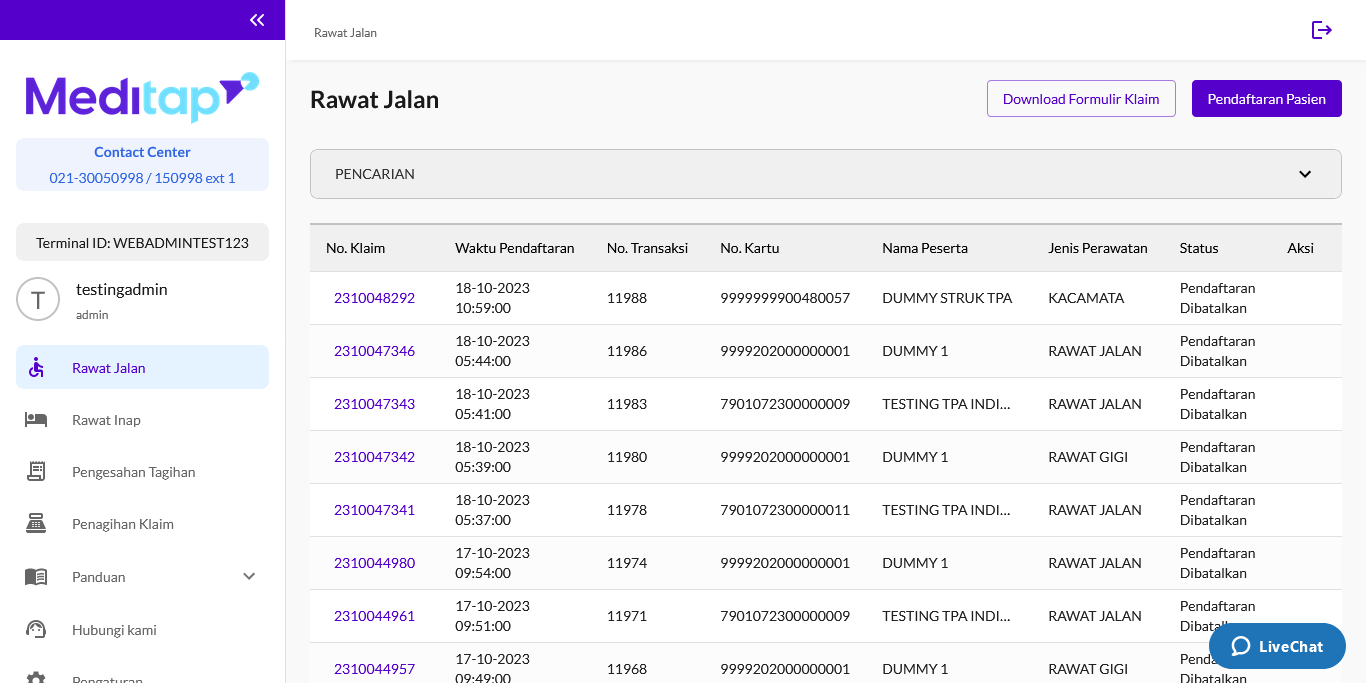 Rawat Jalan
Meditap
Contact Center
021-30050998 / 150998 ext 1
Terminal ID: WEBADMINTEST123
T
testingadmin
admin
Rawat Jalan
Rawat Inap
Pengesahan Tagihan
Penagihan Klaim
Panduan
Hubungi kami
Pengaturan
Rawat Jalan
Download Formulir Klaim
Pendaftaran Pasien
PENCARIAN
No. Klaim Waktu Pendaftaran No. Transaksi No. Kartu Nama Peserta Jenis Perawatan Status Aksi
2310048292 18-10-2023 10:59:00 11988 9999999900480057 DUMMY STRUK TPA KACAMATA Pendaftaran Dibatalkan
2310047346 18-10-2023 05:44:00 11986 9999202000000001 DUMMY 1 RAWAT JALAN Pendaftaran Dibatalkan
2310047343 18-10-2023 05:41:00 11983 7901072300000009 TESTING TPA INDI... RAWAT JALAN Pendaftaran Dibatalkan
2310047342 18-10-2023 05:39:00 11980 9999202000000001 DUMMY 1 RAWAT GIGI Pendaftaran Dibatalkan
2310047341 18-10-2023 05:37:00 11978 7901072300000011 TESTING TPA INDI... RAWAT JALAN Pendaftaran Dibatalkan
2310044980 17-10-2023 09:54:00 11974 9999202000000001 DUMMY 1 RAWAT JALAN Pendaftaran Dibatalkan
2310044961 17-10-2023 09:51:00 11971 7901072300000009 TESTING TPA INDI... RAWAT JALAN Pendaftaran
2310044957 17-10-2023 09:49:00 11968 9999202000000001 DUMMY 1 RAWAT GIGI
LiveChat